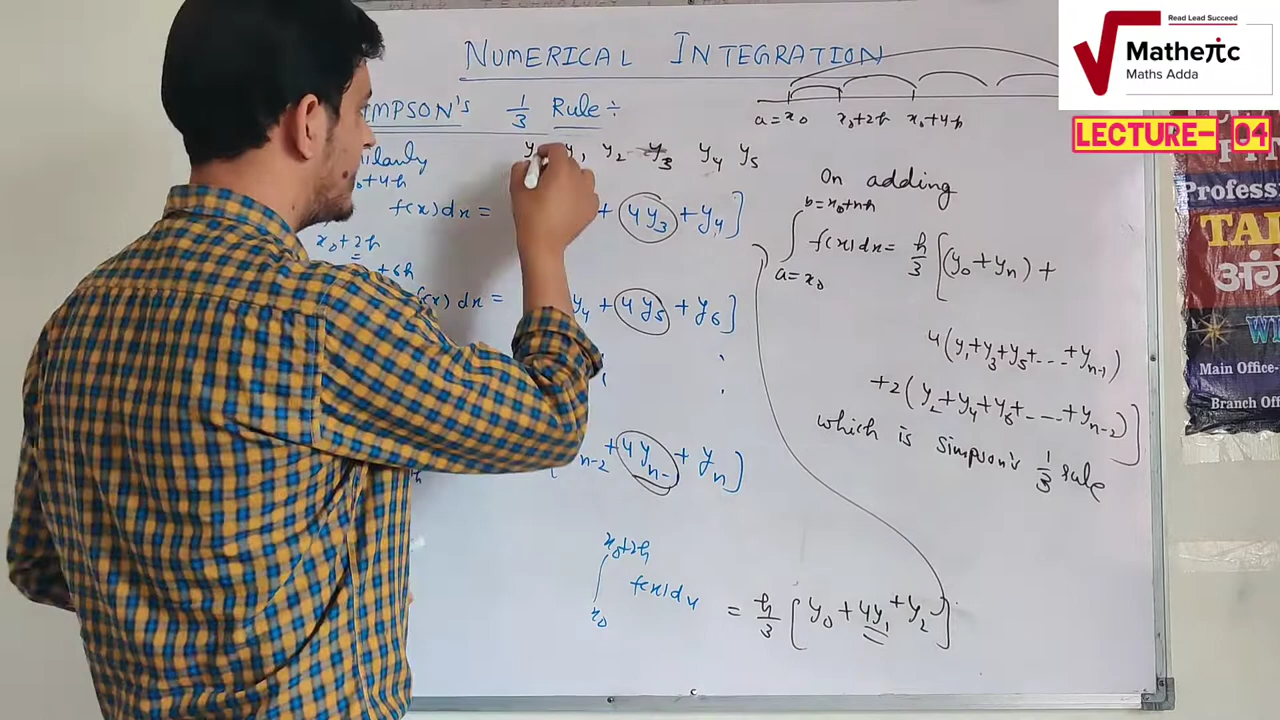 NUMERICAL INTEGRATION
IMPSON's 1/3 Rule ÷
a=x₀ x₀+2h x₀+4h
y₁ y₂ y₃ y₄ y₅
On adding
x₀+4h
f(x)dx = + 4y₃ + y₄]
x₀+2h
b=x₀+nh
∫ f(x)dx = h/3 [(y₀+yₙ) +
a=x₀
4(y₁+y₃+y₅+---+yₙ₋₁)
+2(y₂+y₄+y₆+---+yₙ₋₂)]
which is Simpson's 1/3 rule
+6h
f(x)dx = y₄ + 4y₅ + y₆]
n-2 + 4yₙ₋ + yₙ]
x₀+2h
∫ f(x)dx = h/3 [y₀ + 4y₁ + y₂]
x₀
Read Lead Succeed
Matheπc
Maths Adda
LECTURE- 04
Profess
TAL
अंग्रे
WI
Main Office-
Branch Off